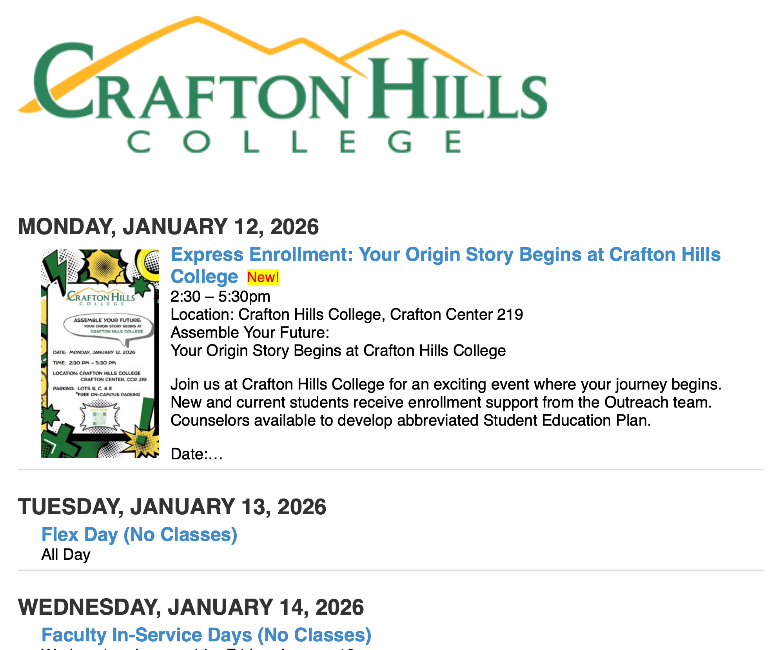 CRAFTON HILLS
COLLEGE
MONDAY, JANUARY 12, 2026
Express Enrollment: Your Origin Story Begins at Crafton Hills
College New!
2:30 – 5:30pm
Location: Crafton Hills College, Crafton Center 219
Assemble Your Future:
Your Origin Story Begins at Crafton Hills College
Join us at Crafton Hills College for an exciting event where your journey begins.
New and current students receive enrollment support from the Outreach team.
Counselors available to develop abbreviated Student Education Plan.
Date:...
CRAFTON HILLS
COLLEGE
ASSEMBLE YOUR FUTURE:
YOUR ORIGIN STORY BEGINS AT
CRAFTON HILLS COLLEGE
DATE: MONDAY, JANUARY 12, 2026
TIME: 2:30 PM – 5:30 PM
LOCATION: CRAFTON HILLS COLLEGE
CRAFTON CENTER, CCR 219
PARKING: LOTS B, C, & E
*FREE ON-CAMPUS PARKING
TUESDAY, JANUARY 13, 2026
Flex Day (No Classes)
All Day
WEDNESDAY, JANUARY 14, 2026
Faculty In-Service Days (No Classes)